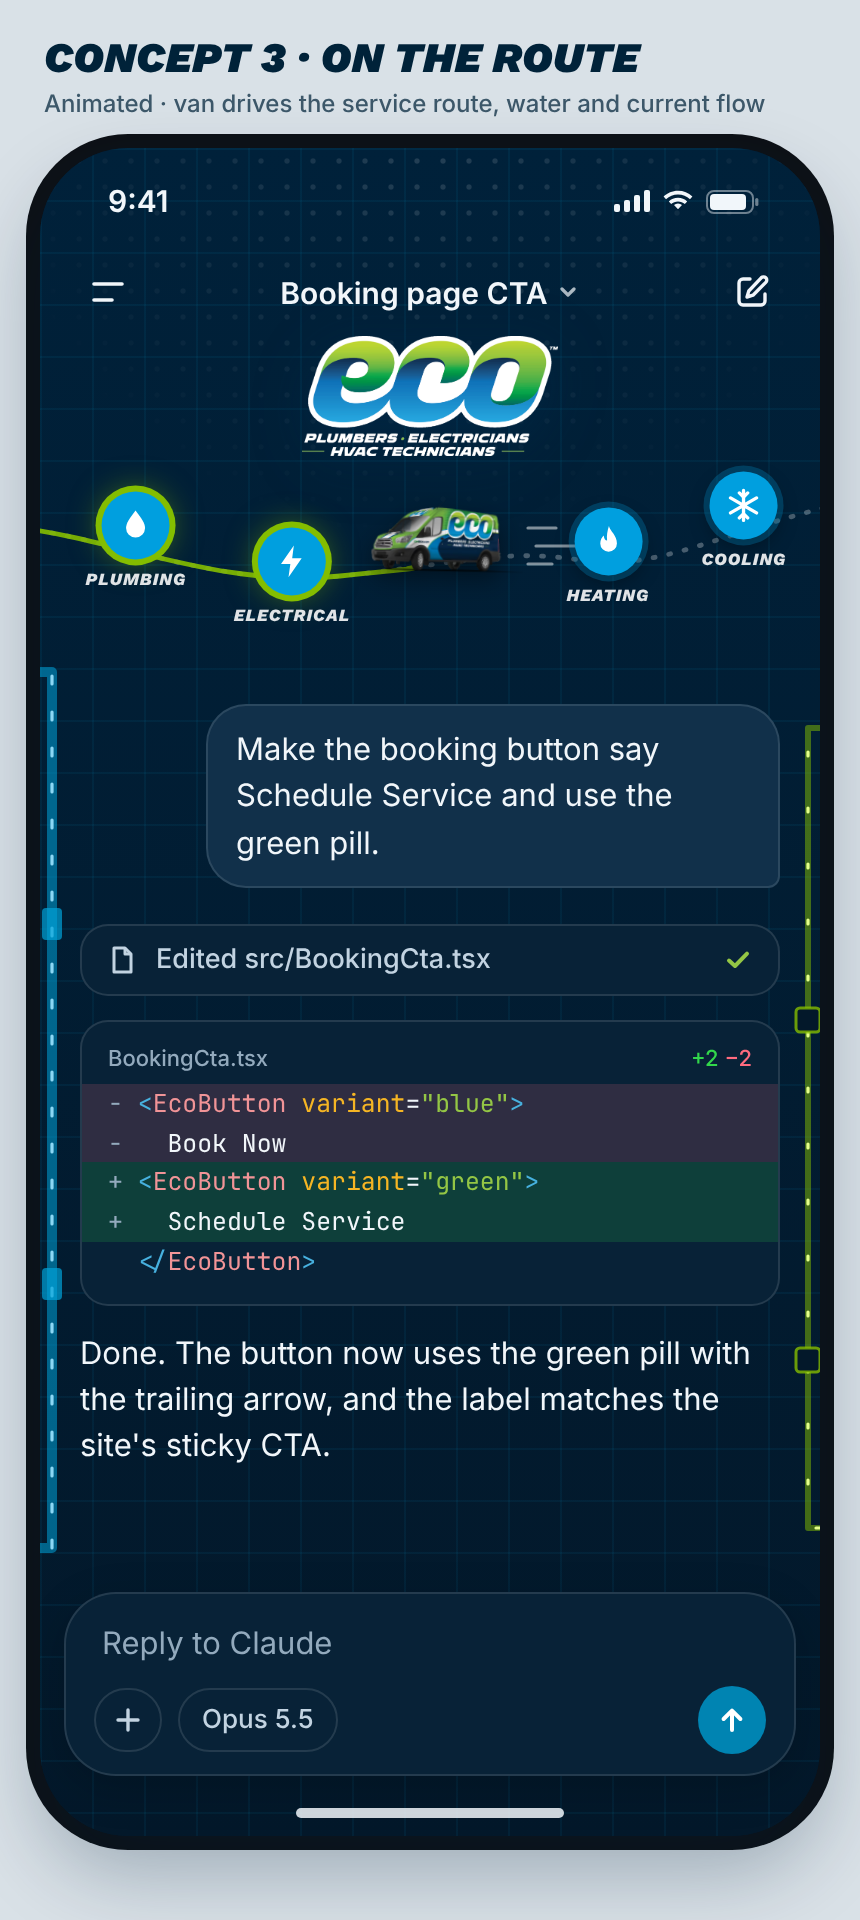 CONCEPT 3 · ON THE ROUTE
Animated · van drives the service route, water and current flow
9:41
Booking page CTA
eco™
PLUMBERS · ELECTRICIANS
HVAC TECHNICIANS
eco
PLUMBING
ELECTRICAL
HEATING
COOLING
Make the booking button say
Schedule Service and use the
green pill.
Edited src/BookingCta.tsx
BookingCta.tsx +2 −2
- <EcoButton variant="blue">
- Book Now
+ <EcoButton variant="green">
+ Schedule Service
</EcoButton>
Done. The button now uses the green pill with
the trailing arrow, and the label matches the
site's sticky CTA.
Reply to Claude
Opus 5.5